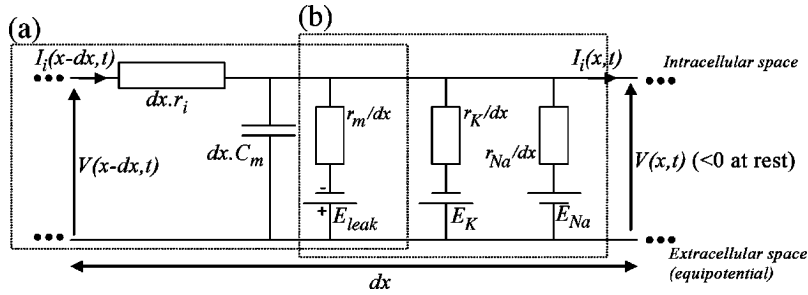 (a)
(b)
I_i(x-dx,t)
I_i(x,t)
Intracellular space
dx.r_i
r_m/dx
r_K/dx
r_Na/dx
dx.C_m
V(x-dx,t)
V(x,t) (<0 at rest)
-
+
E_leak
E_K
E_Na
Extracellular space
(equipotential)
dx